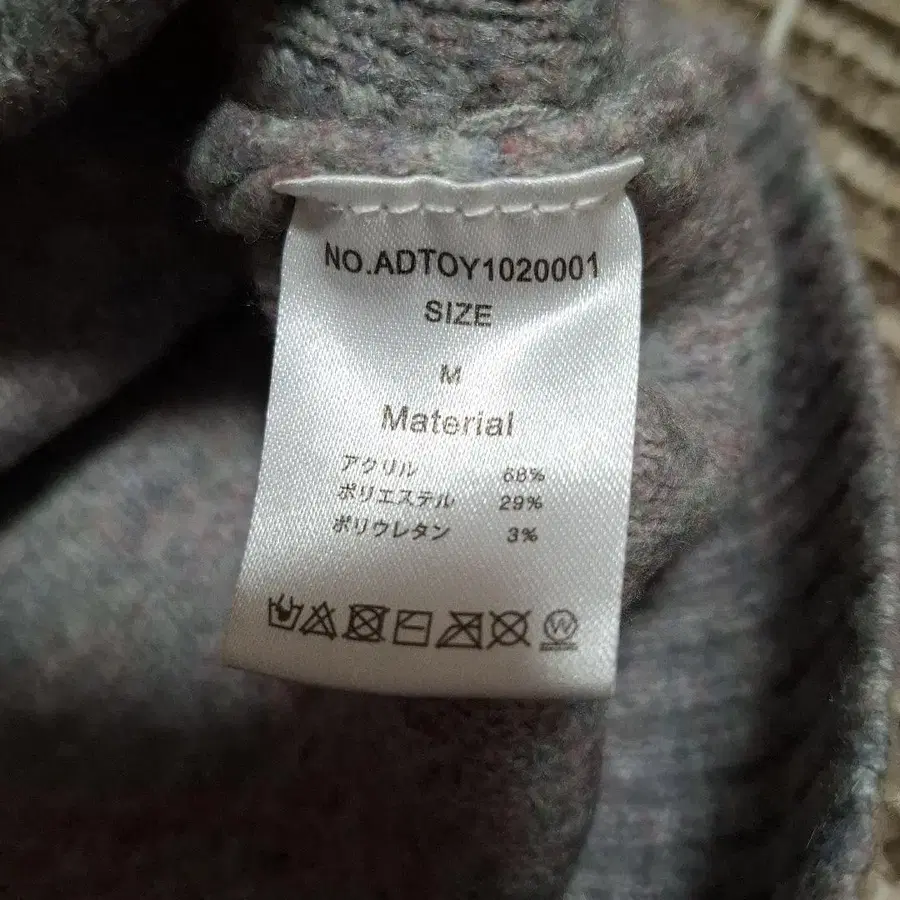 NO.ADTOY1020001
SIZE
M
Material
アクリル 68%
ポリエステル 29%
ポリウレタン 3%
W